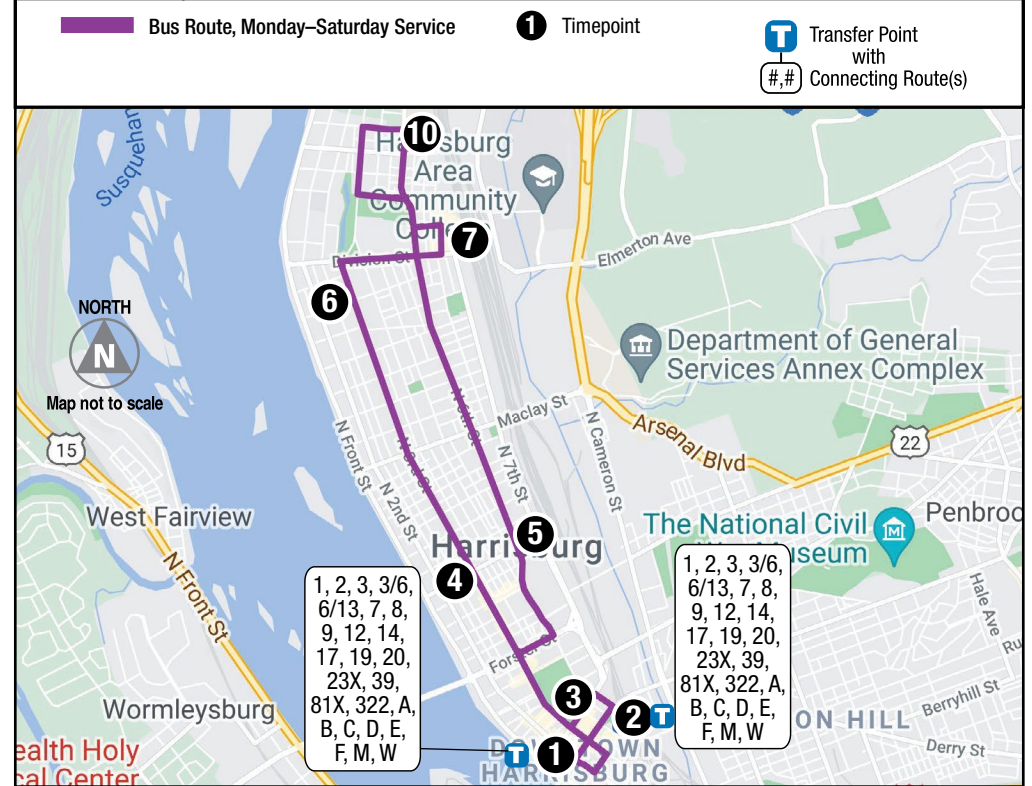 Bus Route, Monday–Saturday Service
1 Timepoint
T Transfer Point
with
#,# Connecting Route(s)
Susquehan
10
Harrisburg
Area
Community
College
7
Division St
Elmerton Ave
6
NORTH
N
Map not to scale
Department of General
Services Annex Complex
Maclay St
Arsenal Blvd
22
15
N Front St
N 3rd St
N 6th St
N 7th St
N Cameron St
N 2nd St
West Fairview
N Front St
The National Civil
War Museum
Penbroo
Harrisburg
5
4
Hale Ave
Ru
1, 2, 3, 3/6,
6/13, 7, 8,
9, 12, 14,
17, 19, 20,
23X, 39,
81X, 322, A,
B, C, D, E,
F, M, W
1, 2, 3, 3/6,
6/13, 7, 8,
9, 12, 14,
17, 19, 20,
23X, 39,
81X, 322, A,
B, C, D, E,
F, M, W
Forster St
Wormleysburg
3
2
T
ON HILL
Berryhill St
Derry St
ealth Holy
cal Center
T
1
DOWNTOWN
HARRISBURG